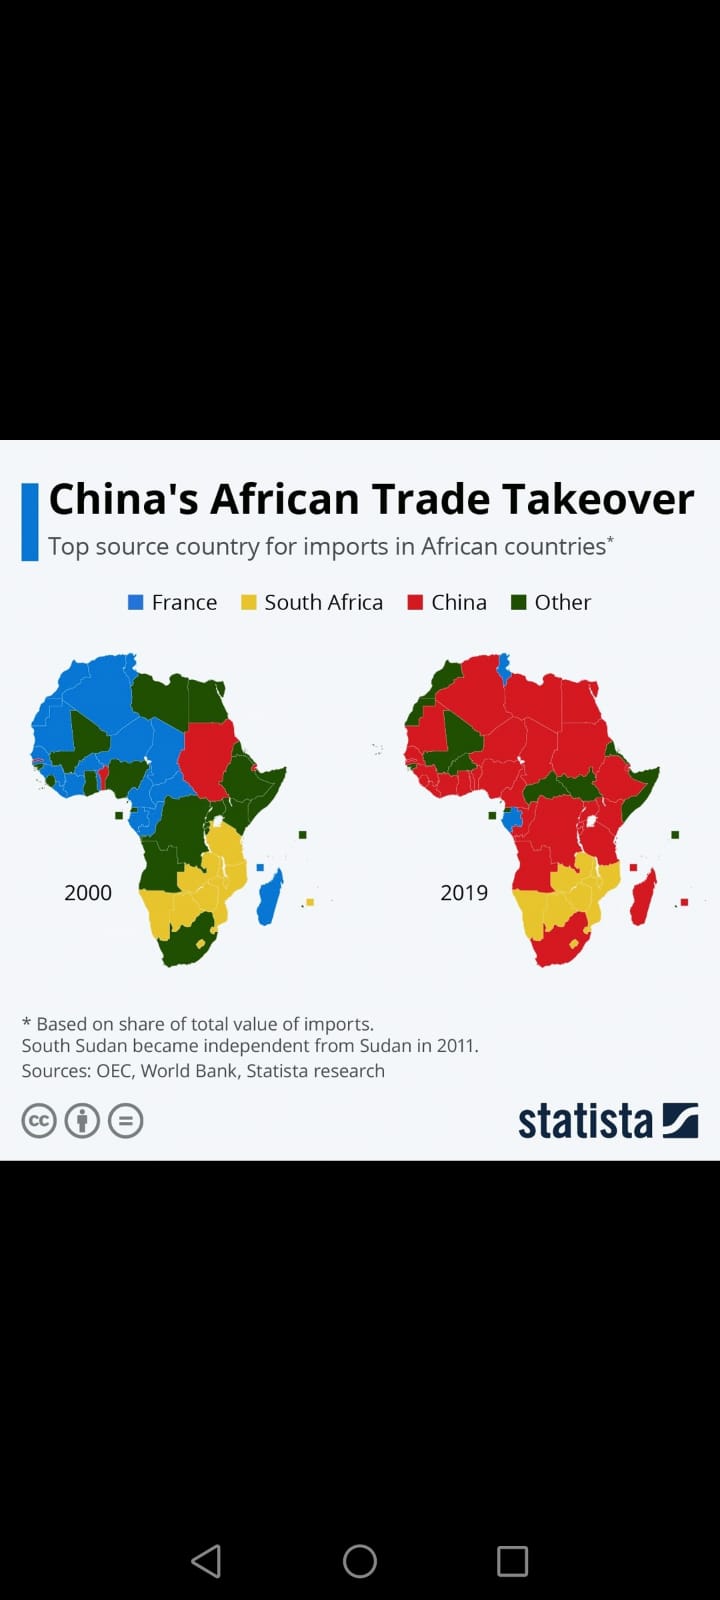 China's African Trade Takeover
Top source country for imports in African countries*
France South Africa China Other
2000
2019
* Based on share of total value of imports.
South Sudan became independent from Sudan in 2011.
Sources: OEC, World Bank, Statista research
cc
statista